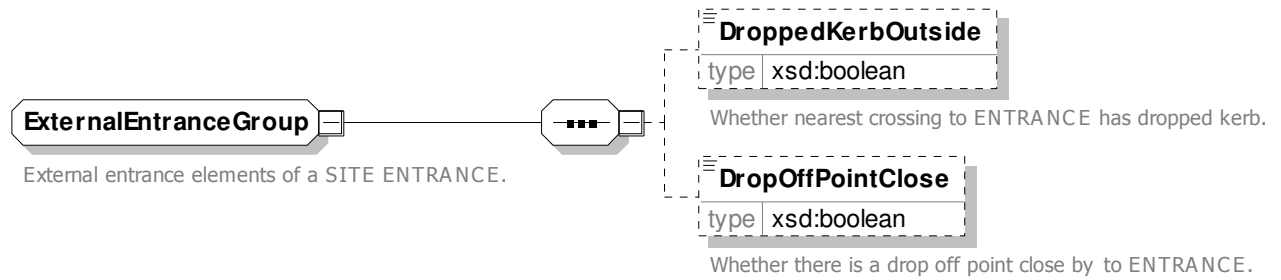 DroppedKerbOutside
type xsd:boolean
Whether nearest crossing to ENTRANCE has dropped kerb.
ExternalEntranceGroup
External entrance elements of a SITE ENTRANCE.
DropOffPointClose
type xsd:boolean
Whether there is a drop off point close by to ENTRANCE.